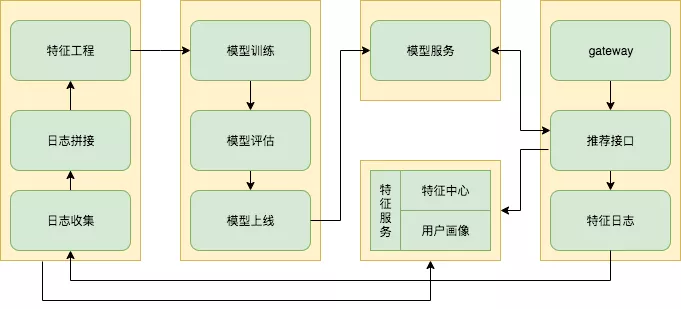 特征工程
日志拼接
日志收集
模型训练
模型评估
模型上线
模型服务
特征服务
特征中心
用户画像
gateway
推荐接口
特征日志